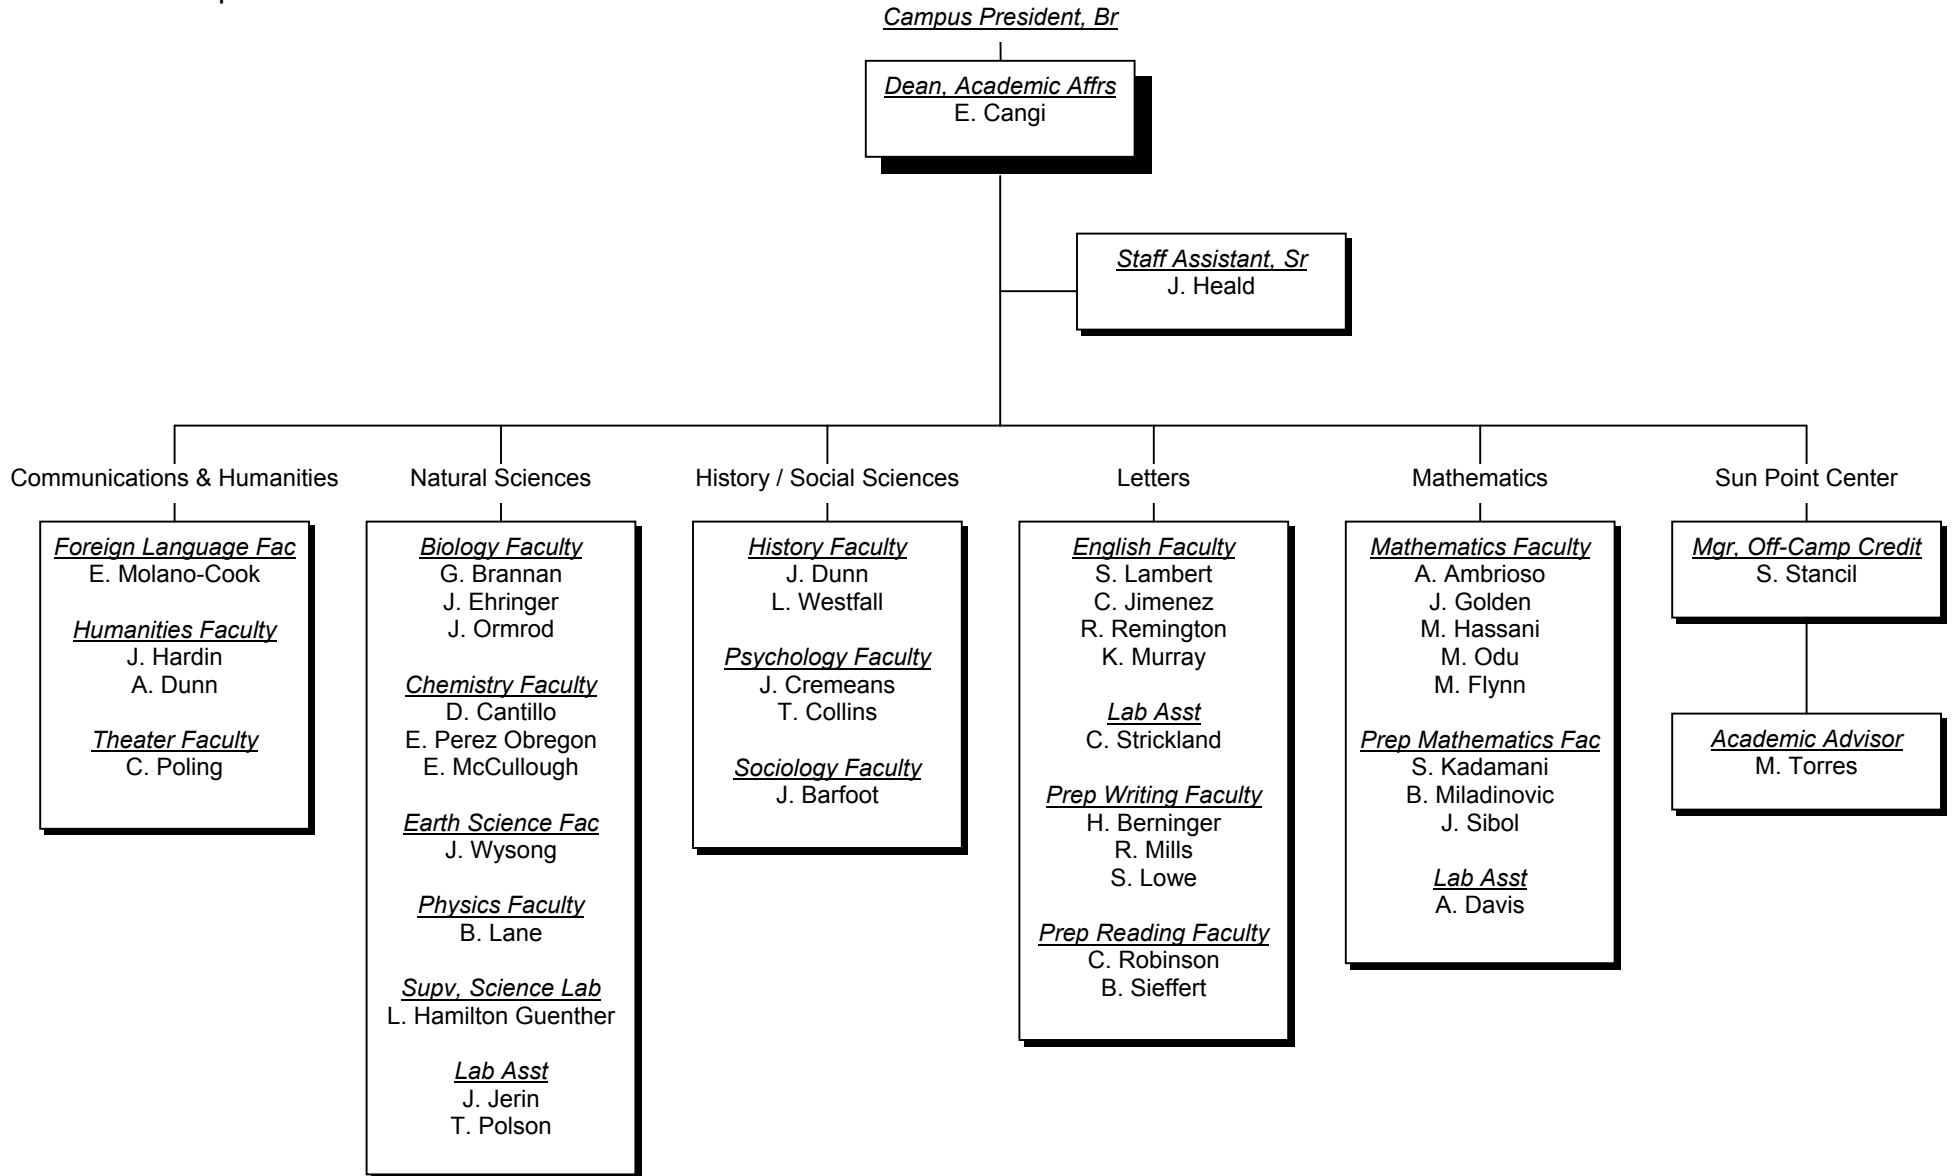 Campus President, Br
Dean, Academic Affrs
E. Cangi
Staff Assistant, Sr
J. Heald
Communications & Humanities
Foreign Language Fac
E. Molano-Cook
Humanities Faculty
J. Hardin
A. Dunn
Theater Faculty
C. Poling
Natural Sciences
Biology Faculty
G. Brannan
J. Ehringer
J. Ormrod
Chemistry Faculty
D. Cantillo
E. Perez Obregon
E. McCullough
Earth Science Fac
J. Wysong
Physics Faculty
B. Lane
Supv, Science Lab
L. Hamilton Guenther
Lab Asst
J. Jerin
T. Polson
History / Social Sciences
History Faculty
J. Dunn
L. Westfall
Psychology Faculty
J. Cremeans
T. Collins
Sociology Faculty
J. Barfoot
Letters
English Faculty
S. Lambert
C. Jimenez
R. Remington
K. Murray
Lab Asst
C. Strickland
Prep Writing Faculty
H. Berninger
R. Mills
S. Lowe
Prep Reading Faculty
C. Robinson
B. Sieffert
Mathematics
Mathematics Faculty
A. Ambrioso
J. Golden
M. Hassani
M. Odu
M. Flynn
Prep Mathematics Fac
S. Kadamani
B. Miladinovic
J. Sibol
Lab Asst
A. Davis
Sun Point Center
Mgr, Off-Camp Credit
S. Stancil
Academic Advisor
M. Torres